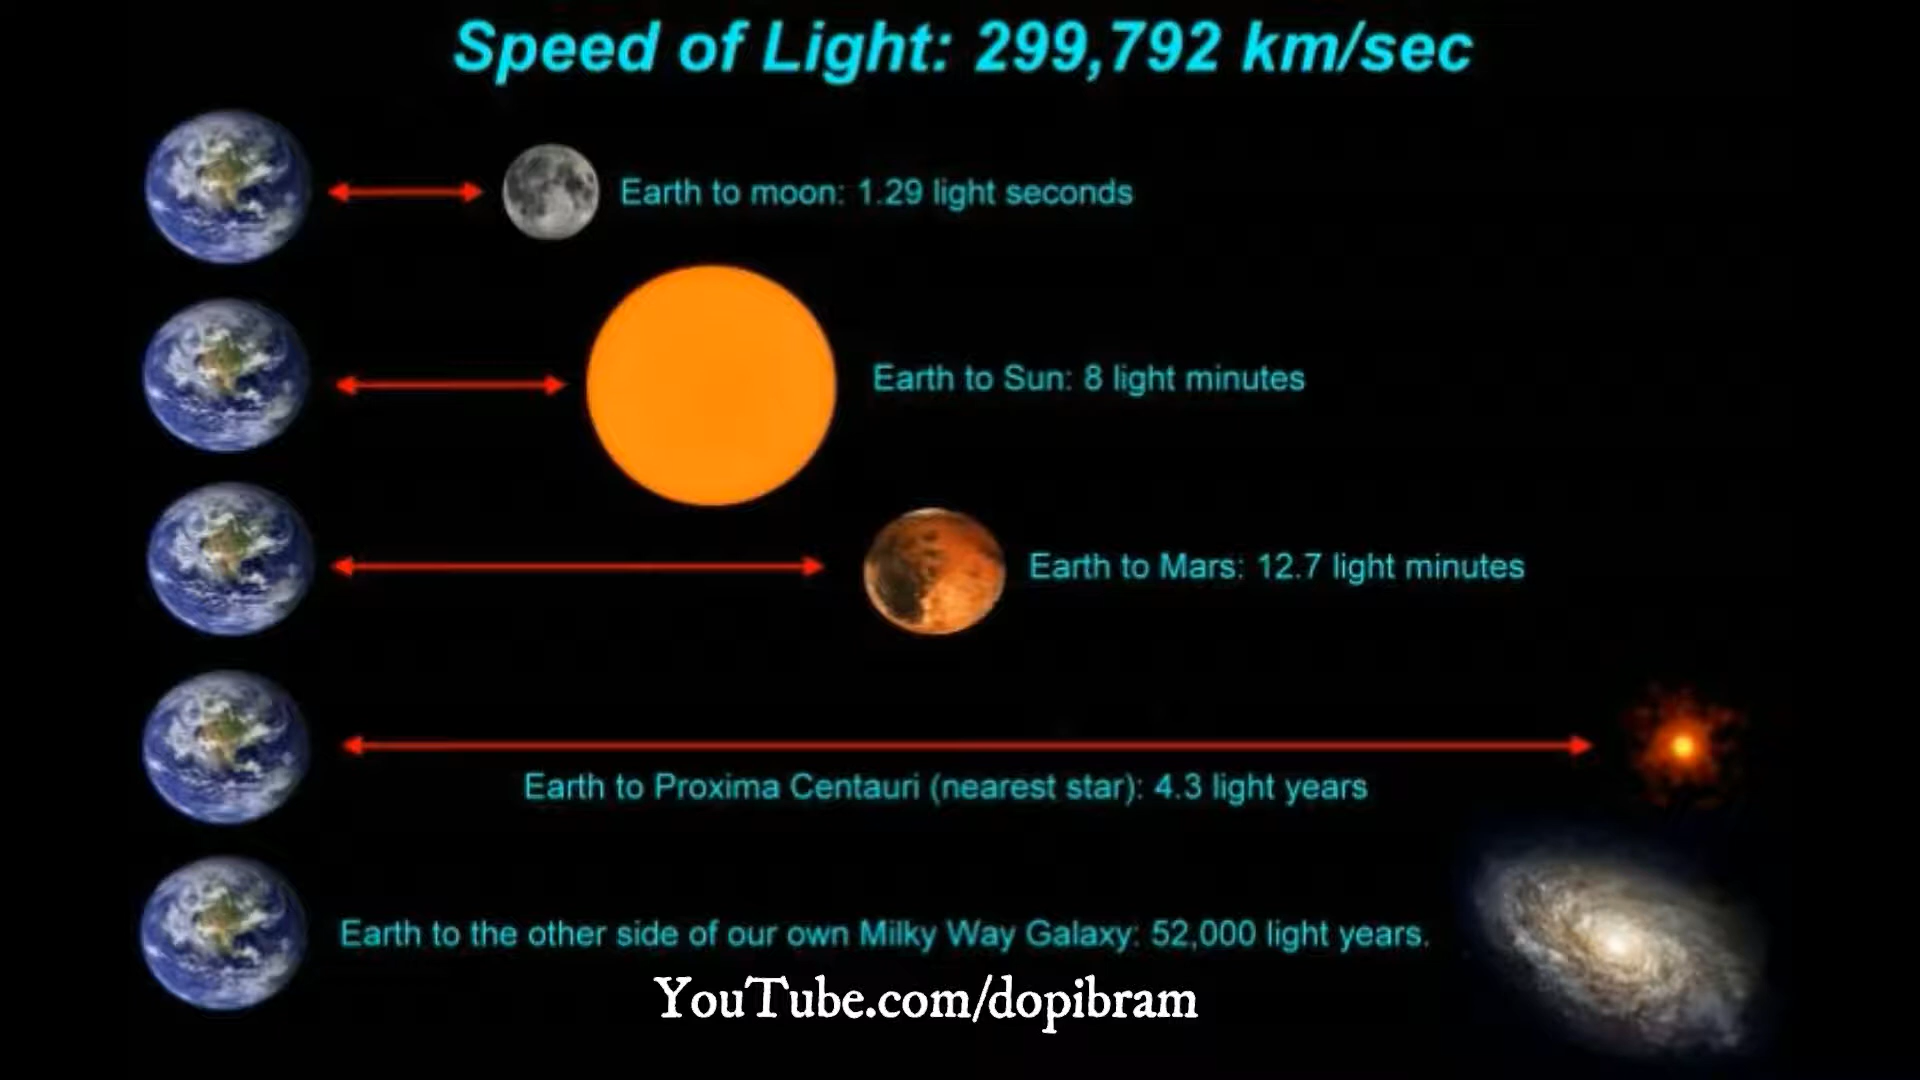 Speed of Light: 299,792 km/sec
Earth to moon: 1.29 light seconds
Earth to Sun: 8 light minutes
Earth to Mars: 12.7 light minutes
Earth to Proxima Centauri (nearest star): 4.3 light years
Earth to the other side of our own Milky Way Galaxy: 52,000 light years.
YouTube.com/dopibram